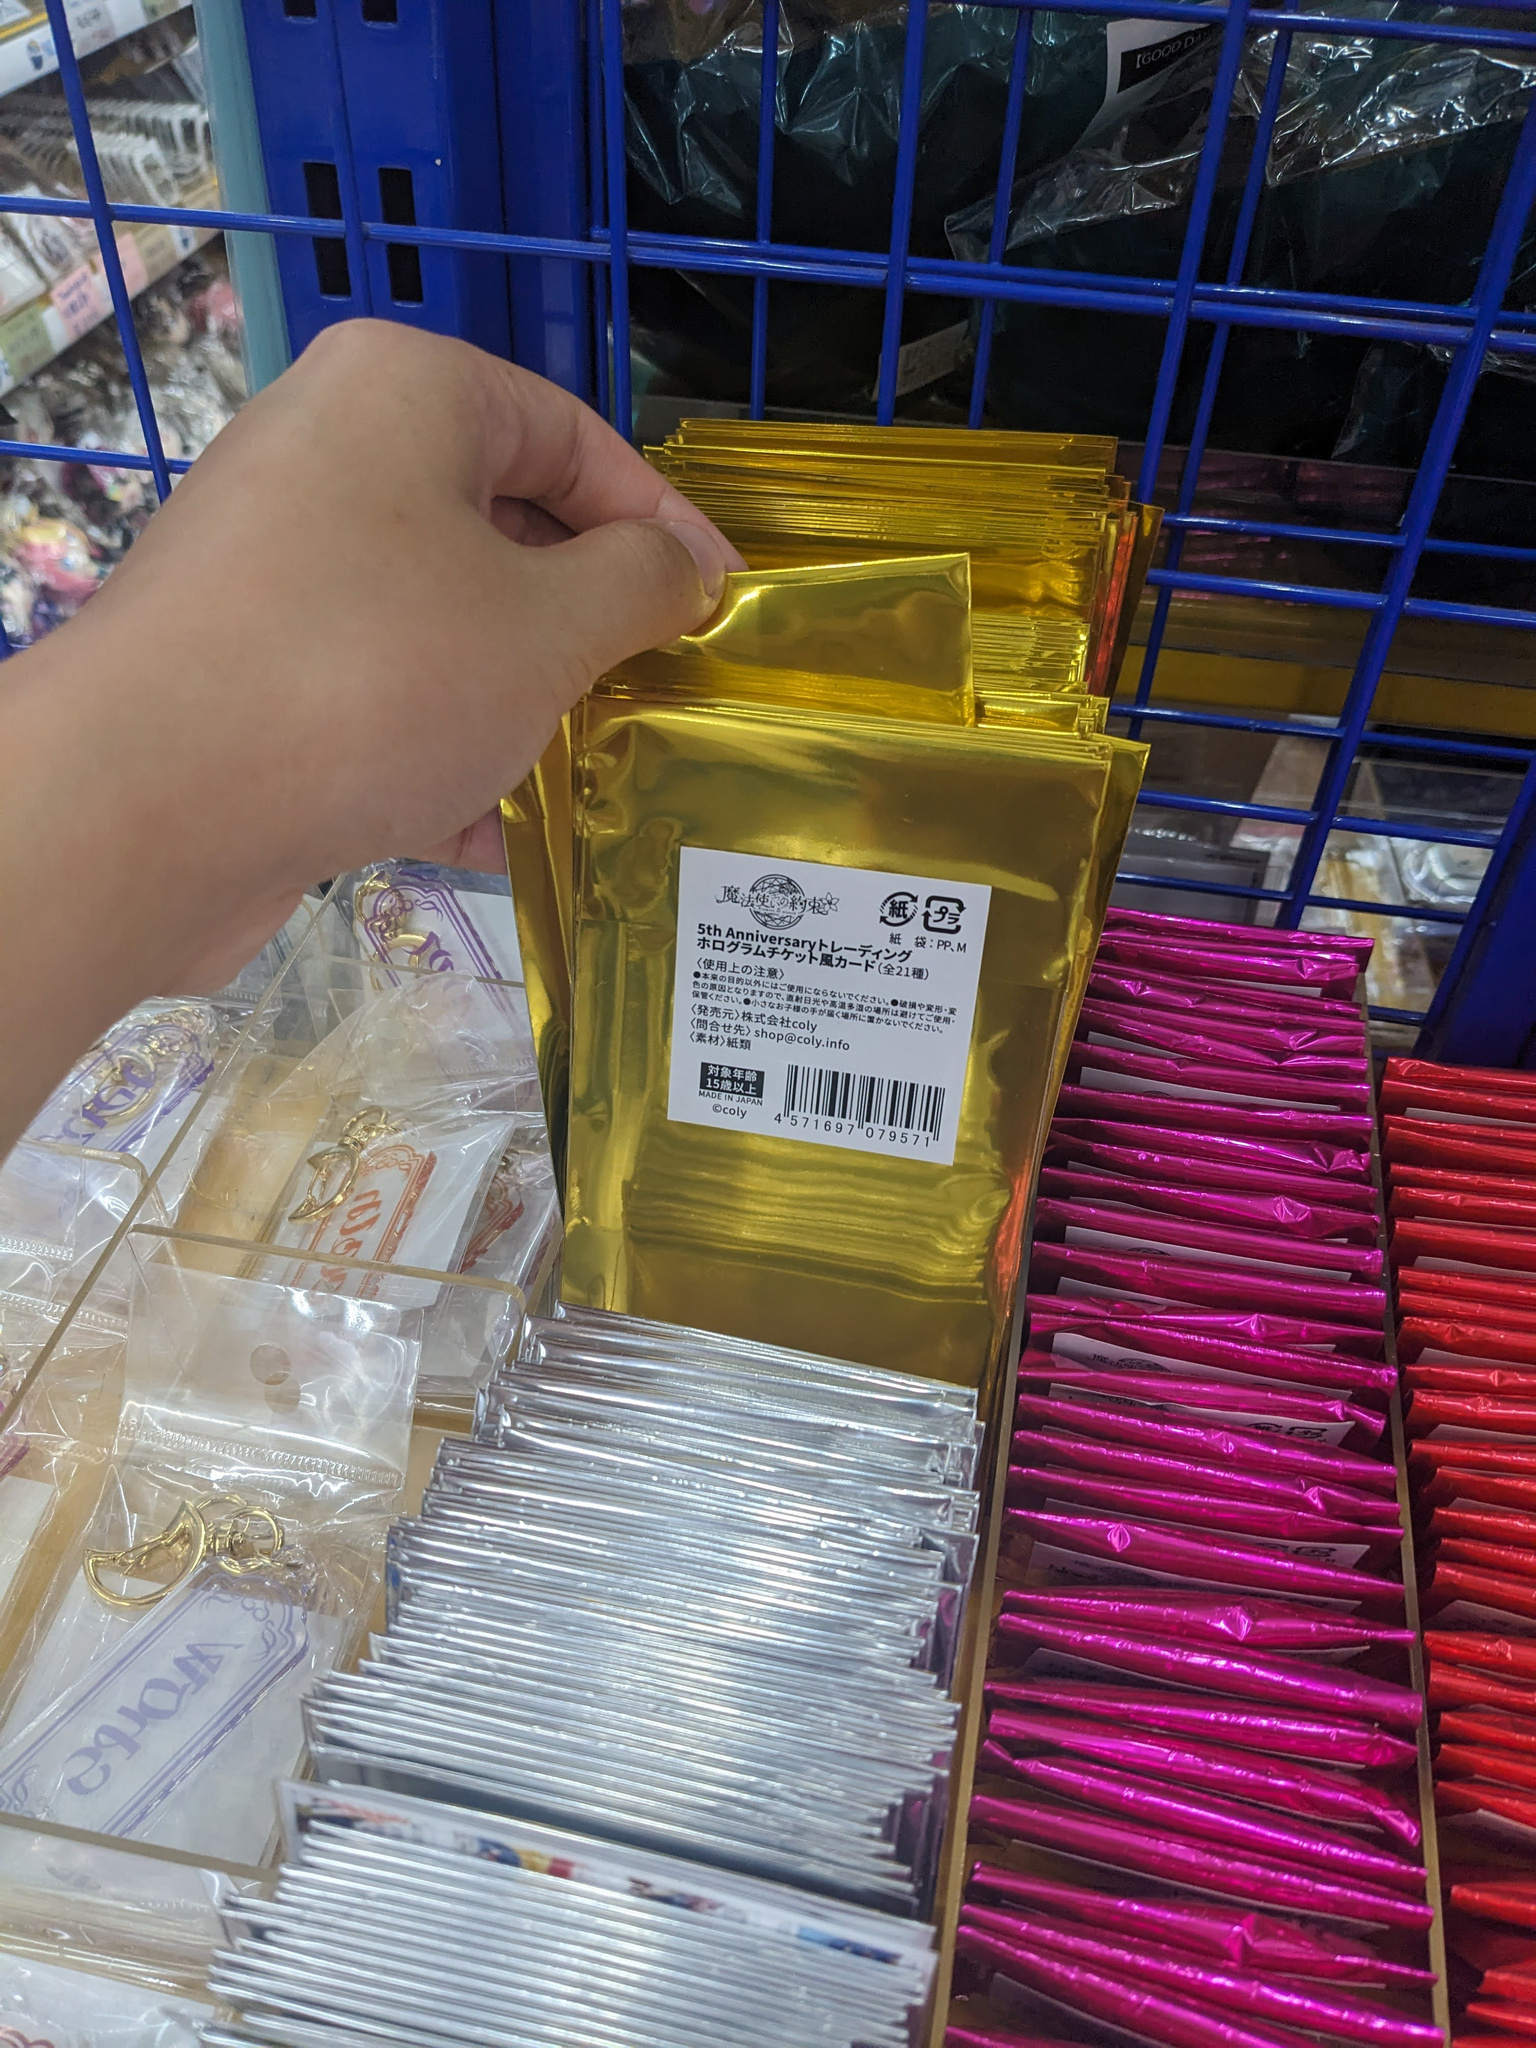 【GOOD DA
魔法使いの約束
紙
プラ
紙 袋：PP、M
5th Anniversaryトレーディング
ホログラムチケット風カード（全21種）
〈使用上の注意〉
●本来の目的以外にはご使用にならないでください。●破損や変形・変
色の原因となりますので、直射日光や高温多湿の場所は避けてご使用・
保管ください。●小さなお子様の手が届く場所に置かないでください。
〈発売元〉株式会社coly
〈問合せ先〉shop@coly.info
〈素材〉紙類
対象年齢
15歳以上
MADE IN JAPAN
©coly
4 571697 079571